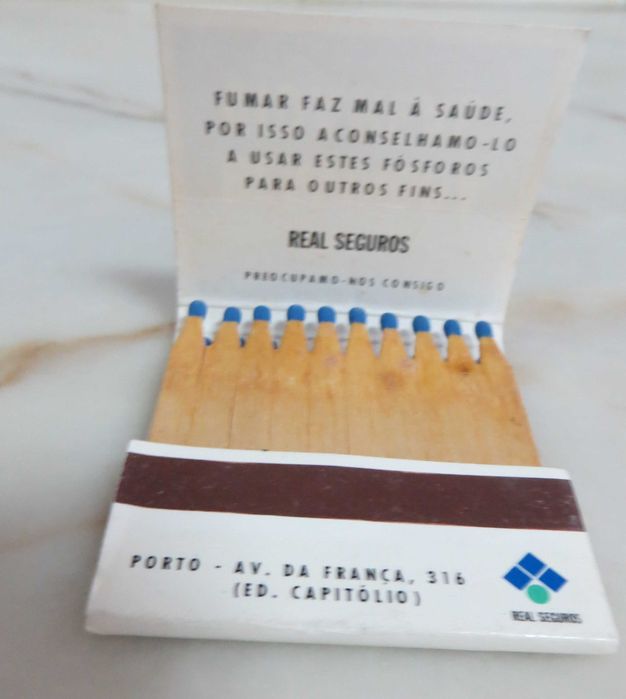 FUMAR FAZ MAL À SAÚDE,
POR ISSO ACONSELHAMO-LO
A USAR ESTES FÓSFOROS
PARA OUTROS FINS...
REAL SEGUROS
PREOCUPAMO-NOS CONSIGO
PORTO - AV. DA FRANÇA, 316
(ED. CAPITÓLIO)
REAL SEGUROS